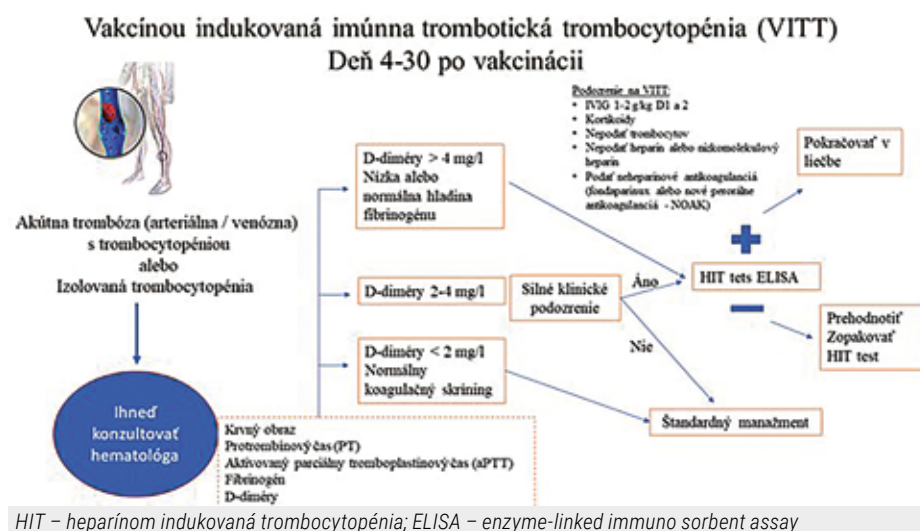 Vakcínou indukovaná imúnna trombotická trombocytopénia (VITT)
Deň 4-30 po vakcinácii
Akútna trombóza (arteriálna / venózna)
s trombocytopéniou
alebo
Izolovaná trombocytopénia
Ihneď
konzultovať
hematológa
Krvný obraz
Protrombínový čas (PT)
Aktivovaný parciálny tromboplastínový čas (aPTT)
Fibrinogén
D-diméry
D-diméry > 4 mg/l
Nízka alebo
normálna hladina
fibrinogénu
D-diméry 2-4 mg/l
D-diméry < 2 mg/l
Normálny
koagulačný skríning
Silné klinické
podozrenie
Áno
Nie
Podozrenie na VITT:
• IVIG 1-2 g/kg D1 a 2
• Kortikoidy
• Nepodať trombocytov
• Nepodať heparín alebo nízkomolekulový
heparín
• Podať neheparínové antikoagulanciá
(fondaparinux alebo nové perorálne
antikoagulanciá - NOAK)
Pokračovať v
liečbe
HIT tets ELISA
Prehodnotiť
Zopakovať
HIT test
Štandardný manažment
HIT – heparínom indukovaná trombocytopénia; ELISA – enzyme-linked immuno sorbent assay